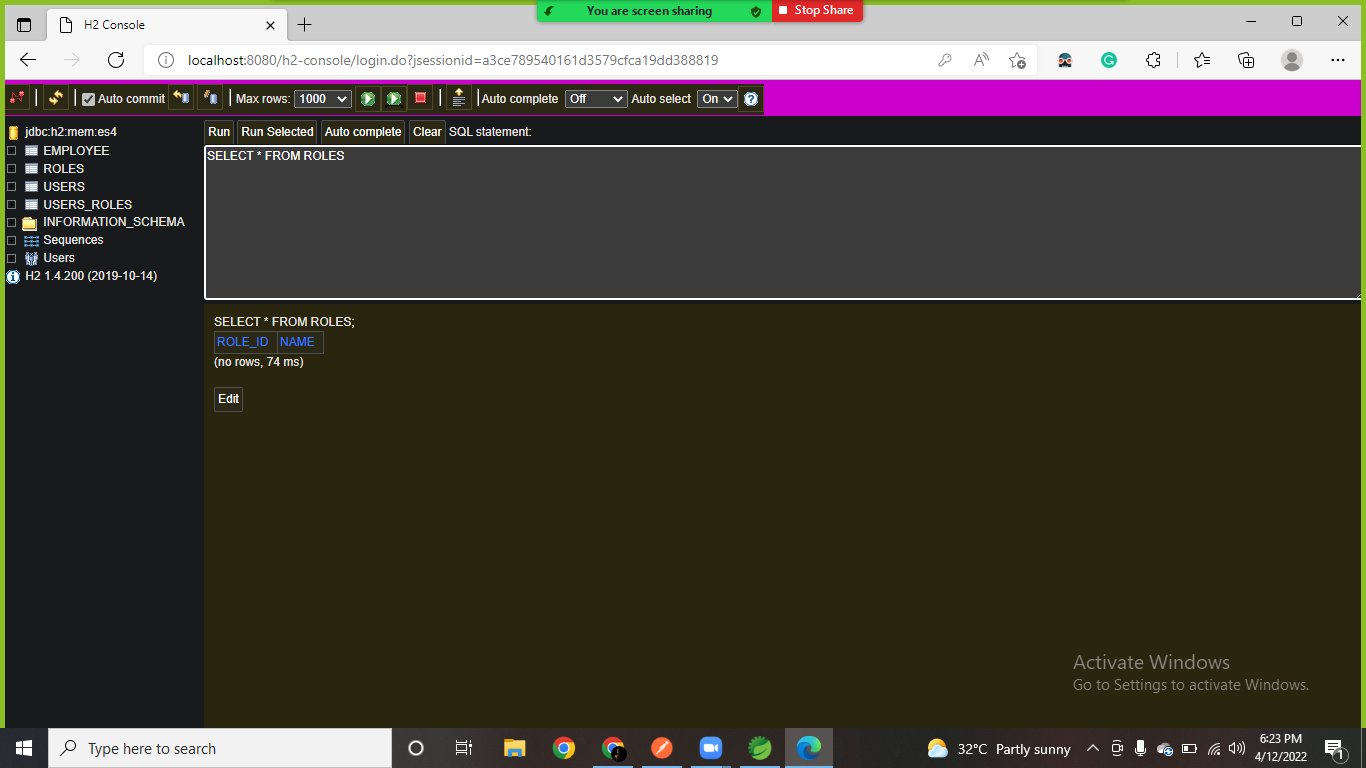 You are screen sharing
Stop Share
H2 Console
localhost:8080/h2-console/login.do?jsessionid=a3ce789540161d3579cfca19dd388819
Auto commit
Max rows: 1000
Auto complete Off
Auto select On
jdbc:h2:mem:es4
EMPLOYEE
ROLES
USERS
USERS_ROLES
INFORMATION_SCHEMA
Sequences
Users
H2 1.4.200 (2019-10-14)
Run Run Selected Auto complete Clear SQL statement:
SELECT * FROM ROLES
SELECT * FROM ROLES;
ROLE_ID NAME
(no rows, 74 ms)
Edit
Activate Windows
Go to Settings to activate Windows.
Type here to search
32°C Partly sunny
6:23 PM
4/12/2022
1